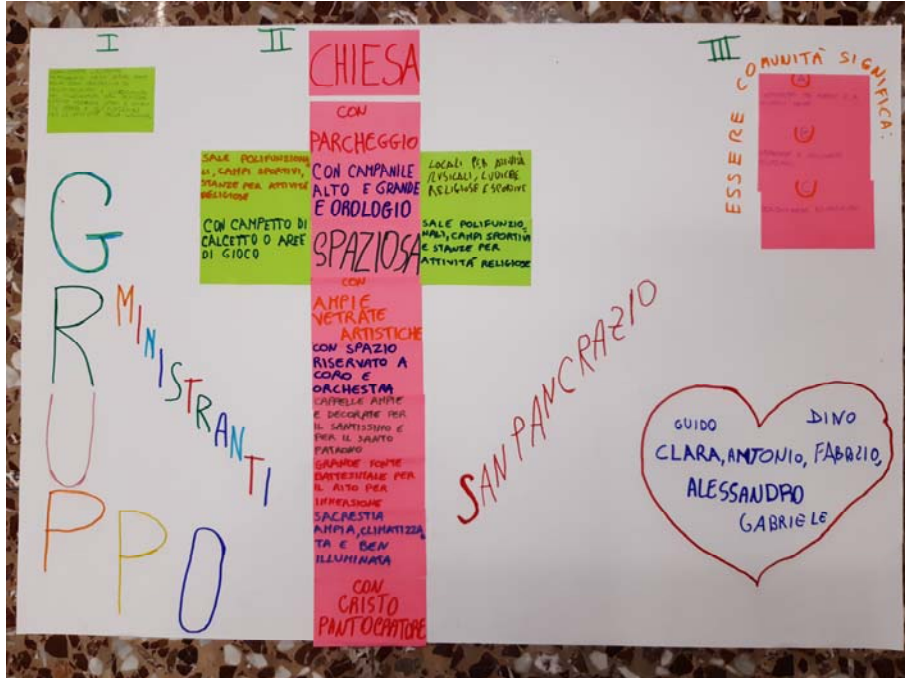 I
II
III
CHIESA
CON
PARCHEGGIO
CON CAMPANILE
ALTO E GRANDE
E OROLOGIO
SPAZIOSA
CON
AMPIE
VETRATE
ARTISTICHE
CON SPAZIO
RISERVATO A
CORO E
ORCHESTRA
CAPPELLE AMPIE
E DECORATE PER
IL SANTISSIMO E
PER IL SANTO
PATRONO
GRANDE FONTE
BATTESIMALE PER
IL RITO PER
IMMERSIONE
SACRESTIA
AMPIA, CLIMATIZZA
TA E BEN
ILLUMINATA
CON
CRISTO
PANTOCRATORE
SALE POLIFUNZIONA
LI, CAMPI SPORTIVI,
STANZE PER ATTIVITÀ
RELIGIOSE
CON CAMPETTO DI
CALCETTO O AREE
DI GIOCO
LOCALI PER ATTIVITÀ
MUSICALI, LUDICHE
RELIGIOSE E SPORTIVE
SALE POLIFUNZIO
NALI, CAMPI SPORTIVI
E STANZE PER
ATTIVITÀ RELIGIOSE
ESSERE COMUNITÀ SIGNIFICA:
A
B
C
GRUPPO
MINISTRANTI
SAN PANCRAZIO
GUIDO DINO
CLARA, ANTONIO, FABRIZIO,
ALESSANDRO
GABRIELE